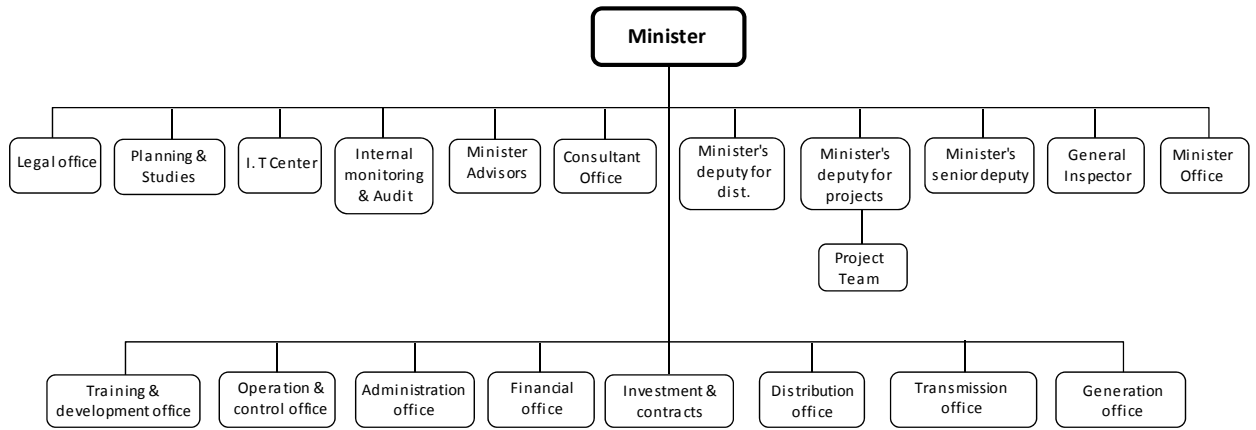 Minister
Legal office
Planning &
Studies
I. T Center
Internal
monitoring
& Audit
Minister
Advisors
Consultant
Office
Minister's
deputy for
dist.
Minister's
deputy for
projects
Minister's
senior deputy
General
Inspector
Minister
Office
Project
Team
Training &
development office
Operation &
control office
Administration
office
Financial
office
Investment &
contracts
Distribution
office
Transmission
office
Generation
office